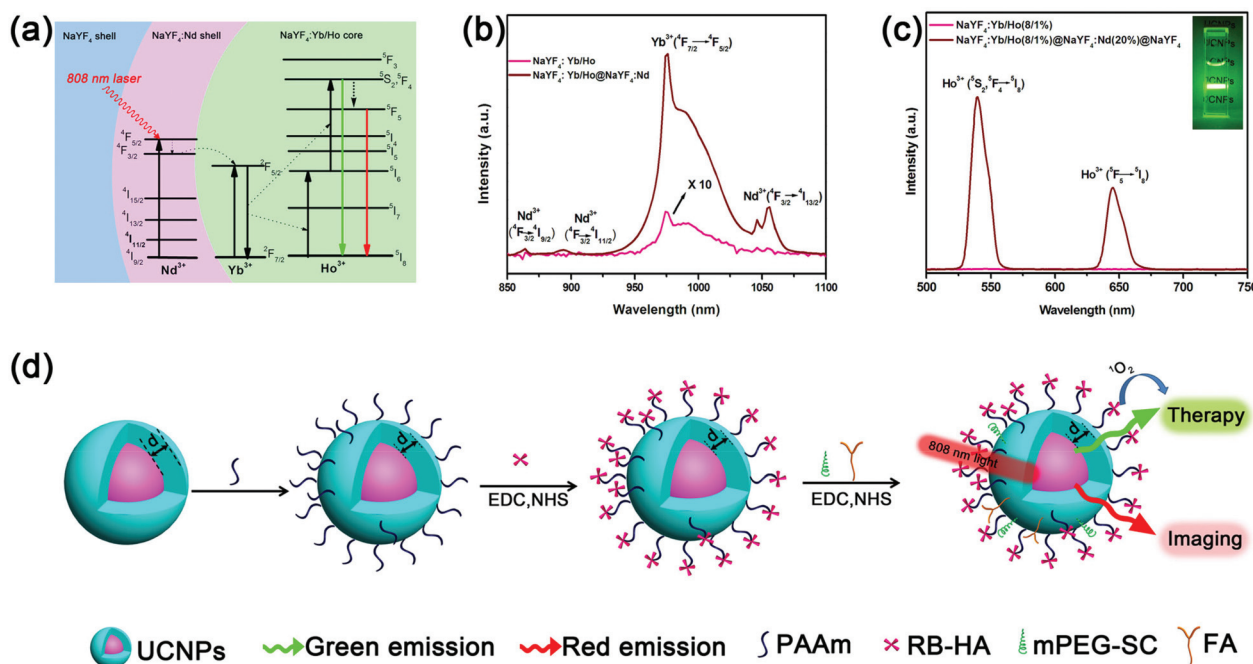 (a)
NaYF₄ shell
NaYF₄:Nd shell
NaYF₄:Yb/Ho core
808 nm laser
⁴F₅/₂
⁴F₃/₂
⁴I₁₅/₂
⁴I₁₃/₂
⁴I₁₁/₂
⁴I₉/₂
Nd³⁺
²F₅/₂
²F₇/₂
Yb³⁺
⁵F₃
⁵S₂,⁵F₄
⁵F₅
⁵I₄
⁵I₅
⁵I₆
⁵I₇
⁵I₈
Ho³⁺
(b)
Yb³⁺(⁴F₇/₂→⁴F₅/₂)
NaYF₄: Yb/Ho
NaYF₄: Yb/Ho@NaYF₄:Nd
X 10
Nd³⁺(⁴F₃/₂→⁴I₁₃/₂)
Nd³⁺
(⁴F₃/₂→⁴I₉/₂)
Nd³⁺
(⁴F₃/₂→⁴I₁₁/₂)
Intensity (a.u.)
850 900 950 1000 1050 1100
Wavelength (nm)
(c)
NaYF₄:Yb/Ho(8/1%)
NaYF₄:Yb/Ho(8/1%)@NaYF₄:Nd(20%)@NaYF₄
Ho³⁺(⁵S₂,⁵F₄→⁵I₈)
Ho³⁺(⁵F₅→⁵I₈)
UCNPs
UCNPs
Intensity (a.u.)
500 550 600 650 700 750
Wavelength (nm)
(d)
d
d
EDC,NHS
d
EDC,NHS
d
808 nm light
¹O₂
Therapy
Imaging
UCNPs
Green emission
Red emission
PAAm
RB-HA
mPEG-SC
FA